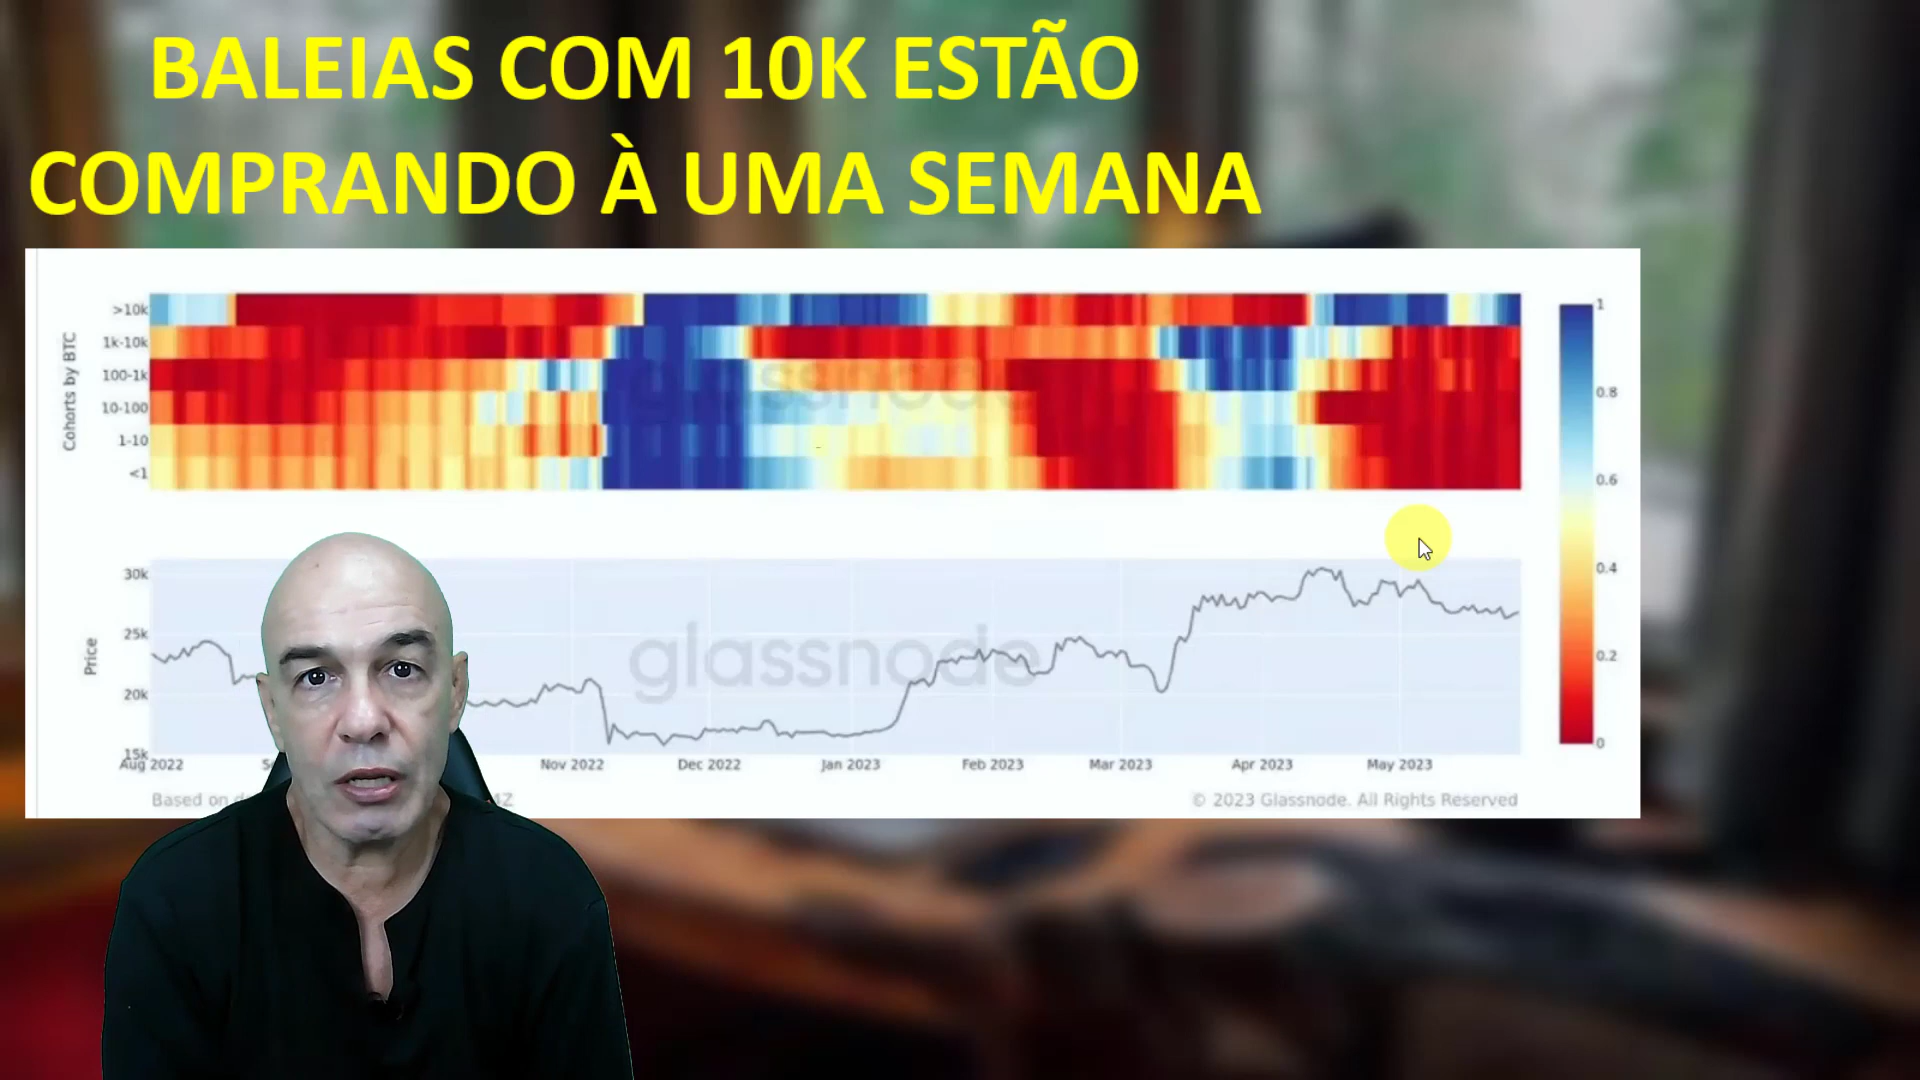 BALEIAS COM 10K ESTÃO
COMPRANDO À UMA SEMANA
>10k
1k-10k
100-1k
10-100
1-10
<1
Cohorts by BTC
glassnode
1
0.8
0.6
0.4
0.2
0
30k
25k
20k
15k
Price
glassnode
Aug 2022
Nov 2022
Dec 2022
Jan 2023
Feb 2023
Mar 2023
Apr 2023
May 2023
Based on
© 2023 Glassnode. All Rights Reserved